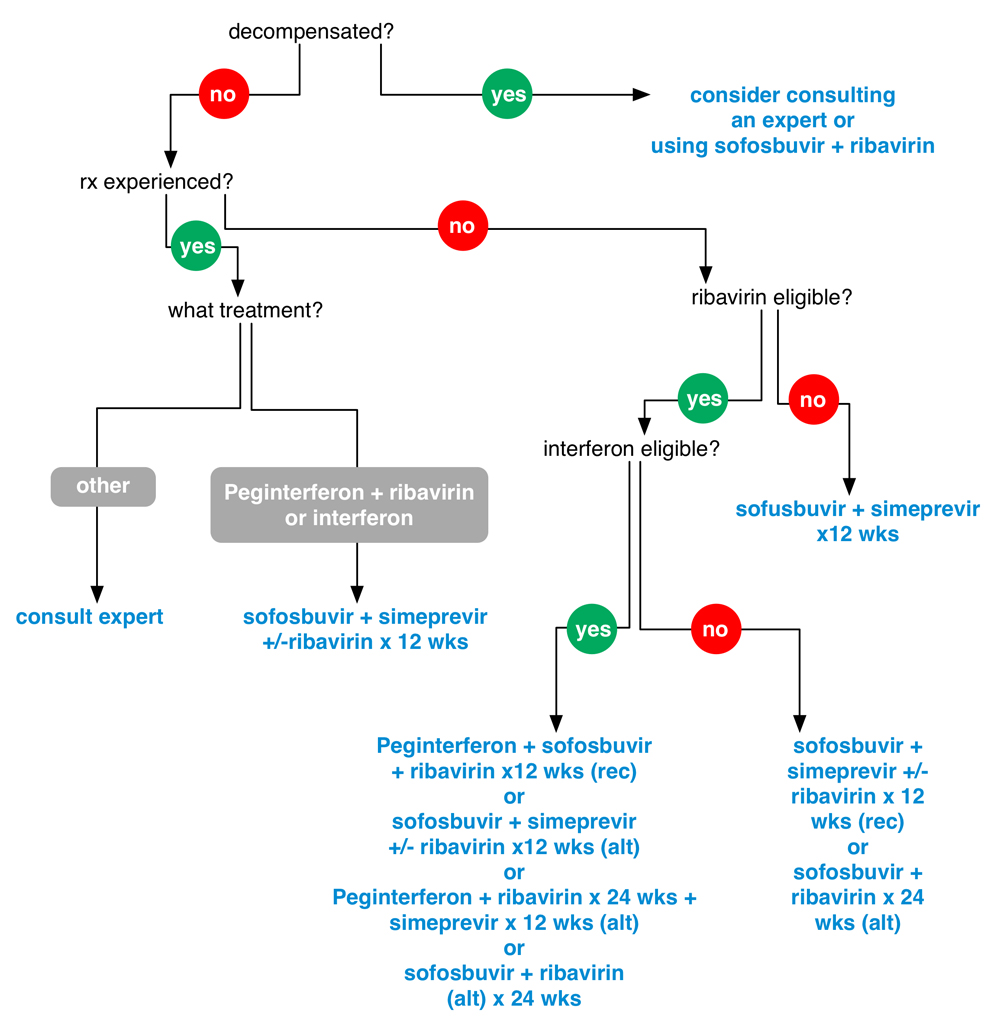 decompensated?
no
yes
consider consulting
an expert or
using sofosbuvir + ribavirin
rx experienced?
no
yes
what treatment?
ribavirin eligible?
yes
no
interferon eligible?
other
Peginterferon + ribavirin
or interferon
sofusbuvir + simeprevir
x12 wks
consult expert
sofosbuvir + simeprevir
+/-ribavirin x 12 wks
yes
no
Peginterferon + sofosbuvir
+ ribavirin x12 wks (rec)
or
sofosbuvir + simeprevir
+/- ribavirin x12 wks (alt)
or
Peginterferon + ribavirin x 24 wks +
simeprevir x 12 wks (alt)
or
sofosbuvir + ribavirin
(alt) x 24 wks
sofosbuvir +
simeprevir +/-
ribavirin x 12
wks (rec)
or
sofosbuvir +
ribavirin x 24
wks (alt)